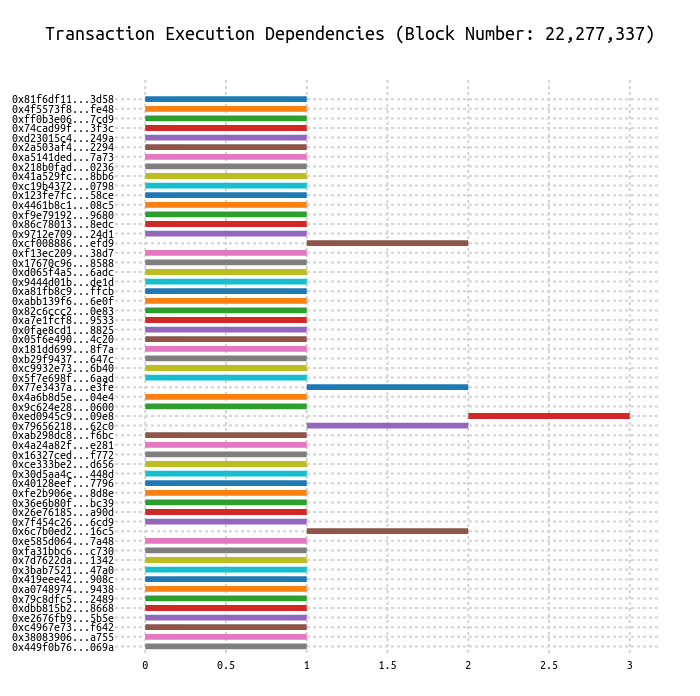 Transaction Execution Dependencies (Block Number: 22,277,337)
0x81f6df11...3d58
0x4f5573f8...fe48
0xff0b3e06...7cd9
0x74cad99f...3f3c
0xd23015c4...249a
0x2a503af4...2294
0xa5141ded...7a73
0x218b0fad...0236
0x41a529fc...8bb6
0xc19b4372...0798
0x123fe7fc...58ce
0x4461b8c1...08c5
0xf9e79192...9680
0x86c78013...8edc
0x9712e709...24d1
0xcf008886...efd9
0xf13ec209...38d7
0x17670c96...8588
0xd065f4a5...6adc
0x9444d01b...de1d
0xa81fb8c9...ffcb
0xabb139f6...6e0f
0x82c6ccc2...0e83
0xa7e1fcf8...9533
0x0fae8cd1...8825
0x05f6e490...4c20
0x181dd699...8f7a
0xb29f9437...647c
0xc9932e73...6b40
0x5f7e698f...6aad
0x77e3437a...e3fe
0x4a6b8d5e...04e4
0x9c624e28...0600
0xed0945c9...09e8
0x79656218...62c0
0xab298dc8...f6bc
0x4a24a82f...e281
0x16327ced...f772
0xce333be2...d656
0x30d5aa4c...448d
0x40128eef...7796
0xfe2b906e...8d8e
0x36e6b80f...bc39
0x26e76185...a90d
0x7f454c26...6cd9
0x6c7b0ed2...16c5
0xe585d064...7a48
0xfa31bbc6...c730
0x7d7622da...1342
0x3bab7521...47a0
0x419eee42...908c
0xa0748974...9438
0x79c8dfc5...2489
0xdbb815b2...8668
0xe2676fb9...5b5e
0xc4967e73...f642
0x38083906...a755
0x449f0b76...069a
0 0.5 1 1.5 2 2.5 3